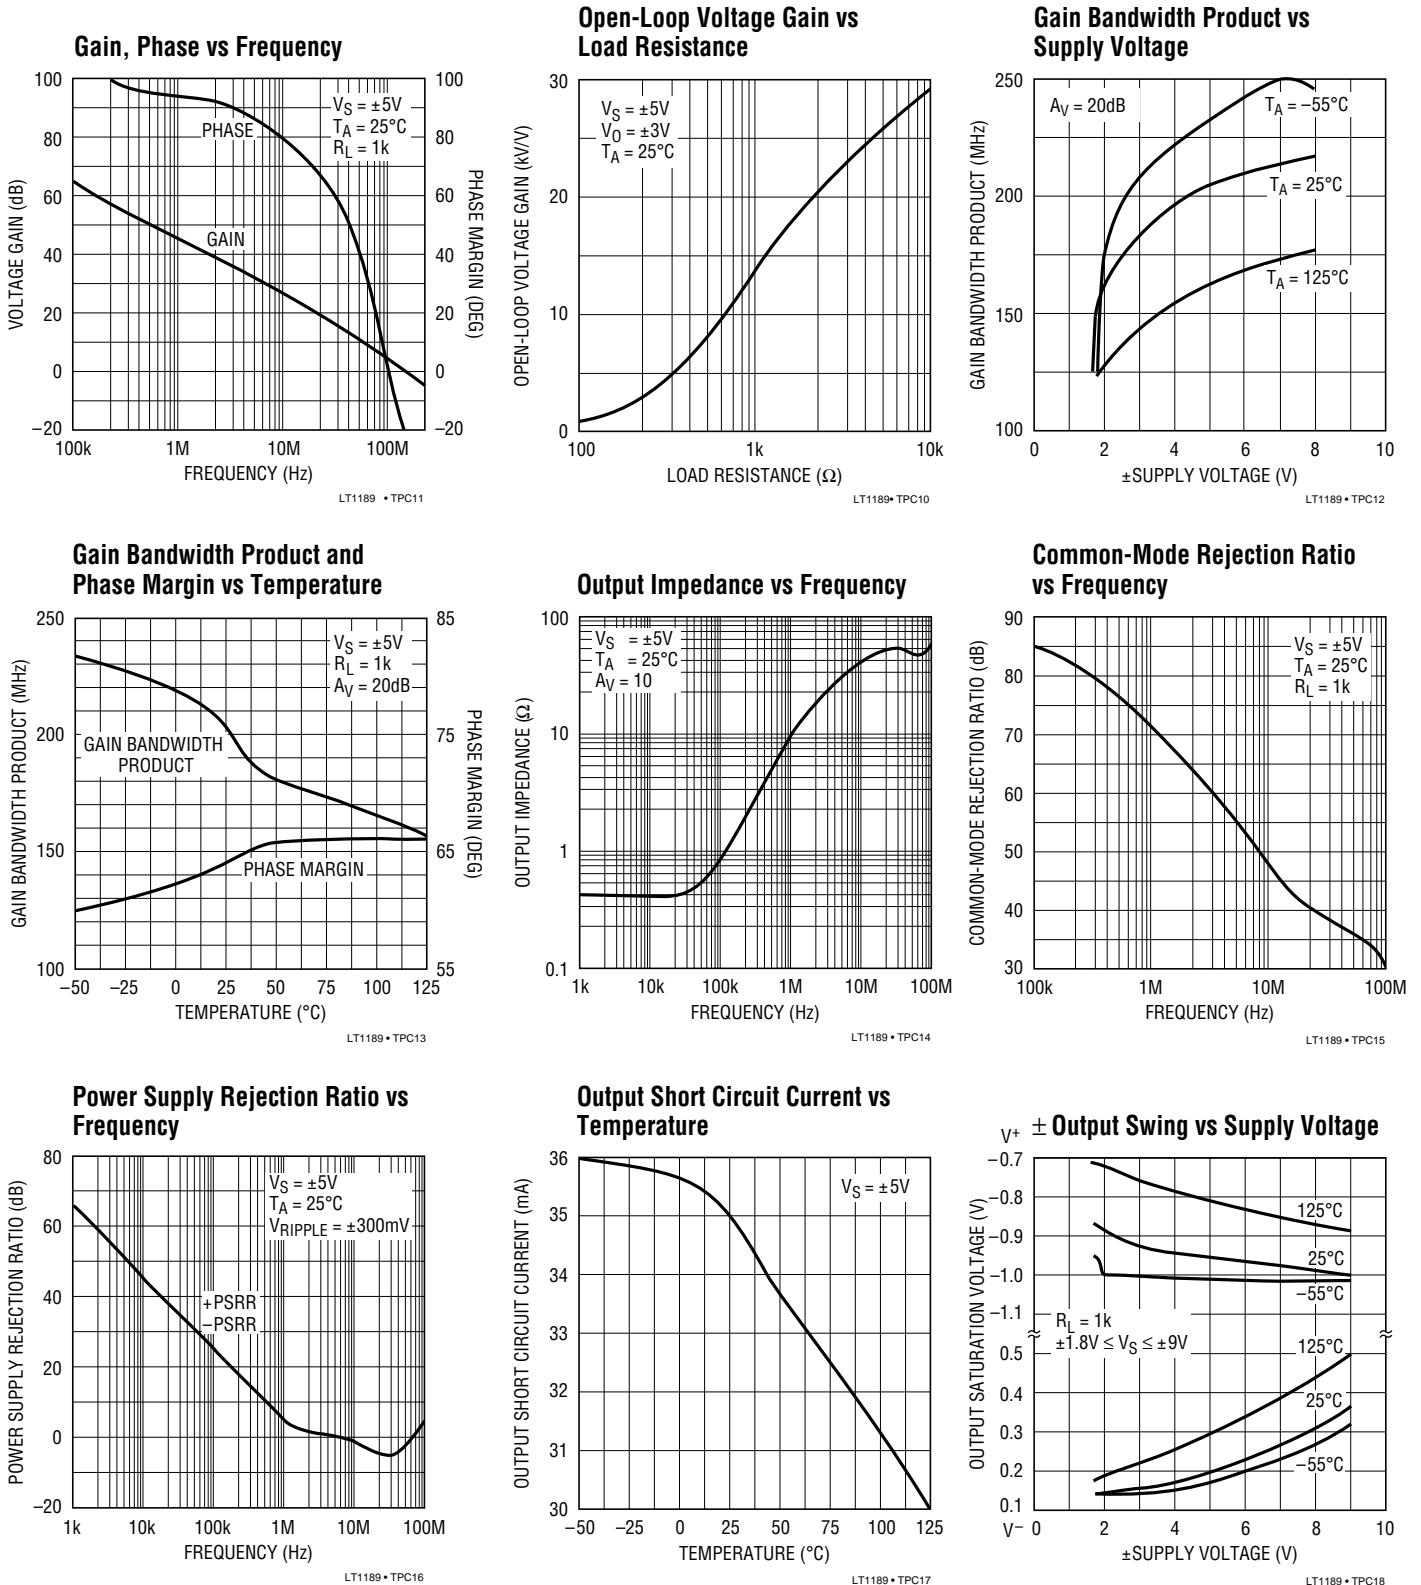 Gain, Phase vs Frequency
100
80
60
40
20
0
–20
VOLTAGE GAIN (dB)
100
80
60
40
20
0
–20
PHASE MARGIN (DEG)
VS = ±5V
TA = 25°C
RL = 1k
PHASE
GAIN
100k 1M 10M 100M
FREQUENCY (Hz)
LT1189 • TPC11
Open-Loop Voltage Gain vs
Load Resistance
30
20
10
0
OPEN-LOOP VOLTAGE GAIN (kV/V)
VS = ±5V
VO = ±3V
TA = 25°C
100 1k 10k
LOAD RESISTANCE (Ω)
LT1189• TPC10
Gain Bandwidth Product vs
Supply Voltage
250
200
150
100
GAIN BANDWIDTH PRODUCT (MHz)
AV = 20dB
TA = –55°C
TA = 25°C
TA = 125°C
0 2 4 6 8 10
±SUPPLY VOLTAGE (V)
LT1189 • TPC12
Gain Bandwidth Product and
Phase Margin vs Temperature
250
200
150
100
GAIN BANDWIDTH PRODUCT (MHz)
85
75
65
55
PHASE MARGIN (DEG)
VS = ±5V
RL = 1k
AV = 20dB
GAIN BANDWIDTH
PRODUCT
PHASE MARGIN
–50 –25 0 25 50 75 100 125
TEMPERATURE (°C)
LT1189 • TPC13
Output Impedance vs Frequency
100
10
1
0.1
OUTPUT IMPEDANCE (Ω)
VS = ±5V
TA = 25°C
AV = 10
1k 10k 100k 1M 10M 100M
FREQUENCY (Hz)
LT1189 • TPC14
Common-Mode Rejection Ratio
vs Frequency
90
80
70
60
50
40
30
COMMON-MODE REJECTION RATIO (dB)
VS = ±5V
TA = 25°C
RL = 1k
100k 1M 10M 100M
FREQUENCY (Hz)
LT1189 • TPC15
Power Supply Rejection Ratio vs
Frequency
80
60
40
20
0
–20
POWER SUPPLY REJECTION RATIO (dB)
VS = ±5V
TA = 25°C
VRIPPLE = ±300mV
+PSRR
–PSRR
1k 10k 100k 1M 10M 100M
FREQUENCY (Hz)
LT1189 • TPC16
Output Short Circuit Current vs
Temperature
36
35
34
33
32
31
30
OUTPUT SHORT CIRCUIT CURRENT (mA)
VS = ±5V
–50 –25 0 25 50 75 100 125
TEMPERATURE (°C)
LT1189 • TPC17
± Output Swing vs Supply Voltage
V+
–0.7
–0.8
–0.9
–1.0
–1.1
0.5
0.4
0.3
0.2
0.1
V–
OUTPUT SATURATION VOLTAGE (V)
125°C
25°C
–55°C
RL = 1k
±1.8V ≤ VS ≤ ±9V
125°C
25°C
–55°C
0 2 4 6 8 10
±SUPPLY VOLTAGE (V)
LT1189 • TPC18